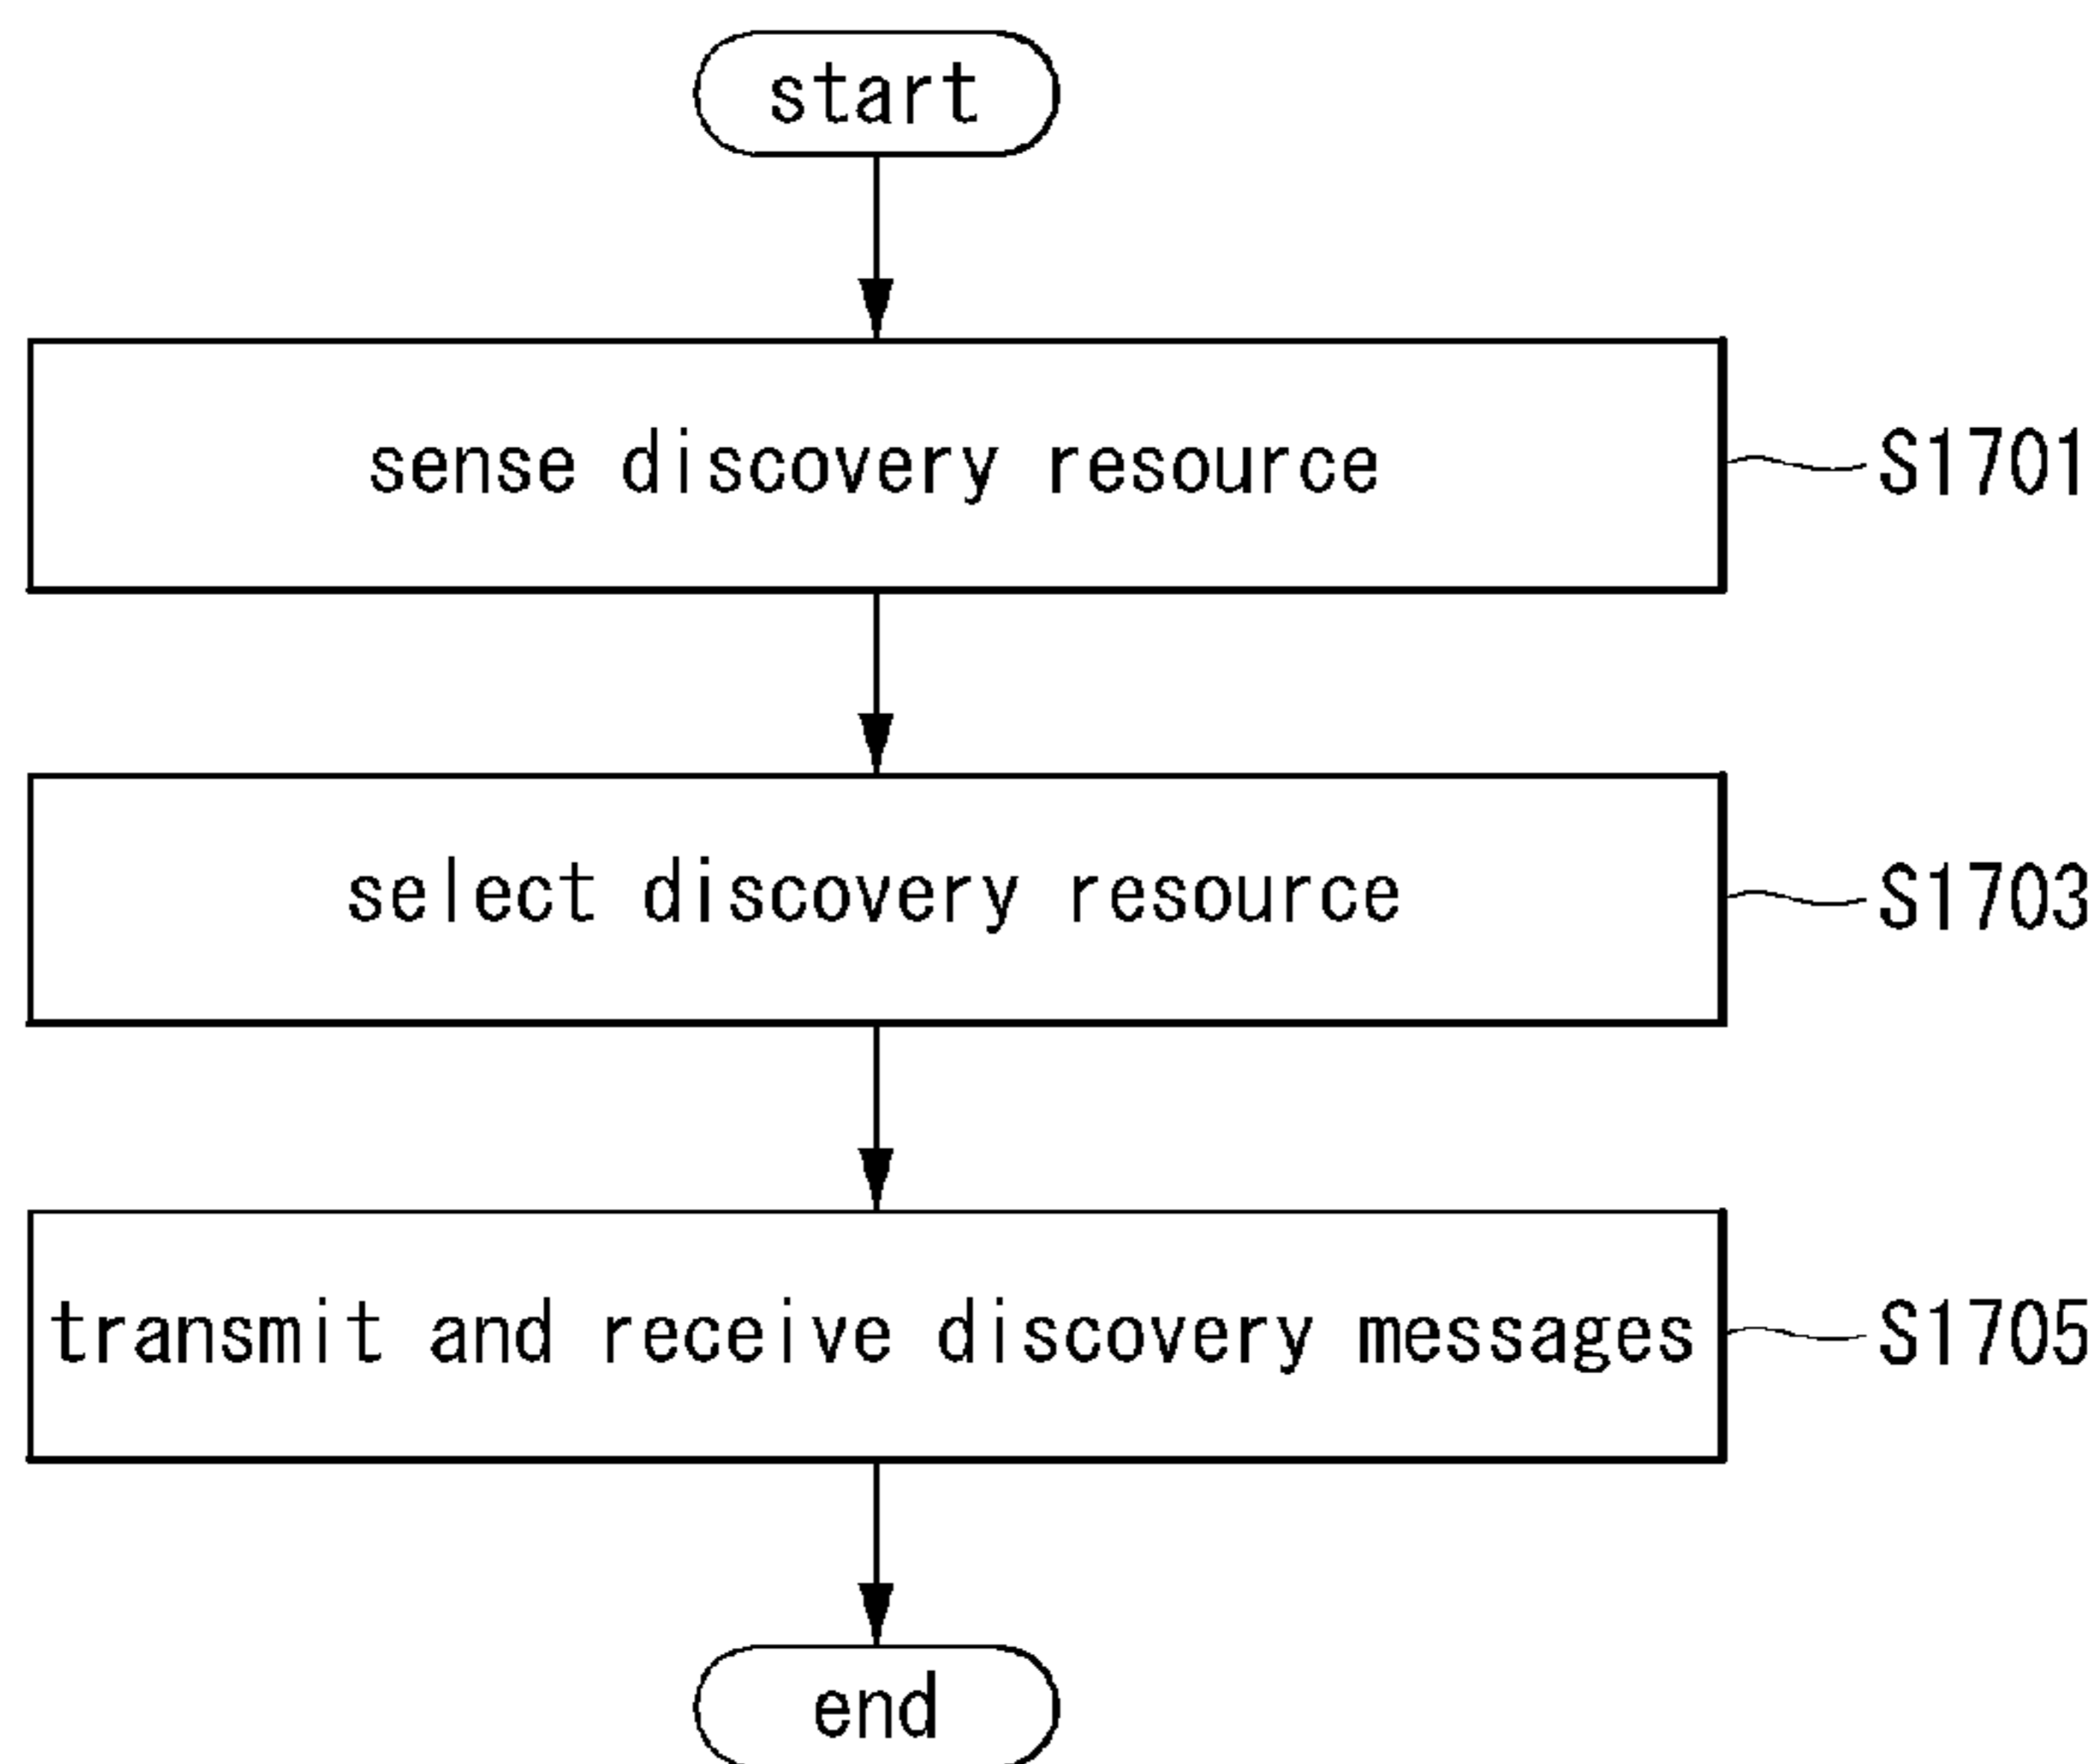 start
sense discovery resource
S1701
select discovery resource
S1703
transmit and receive discovery messages
S1705
end